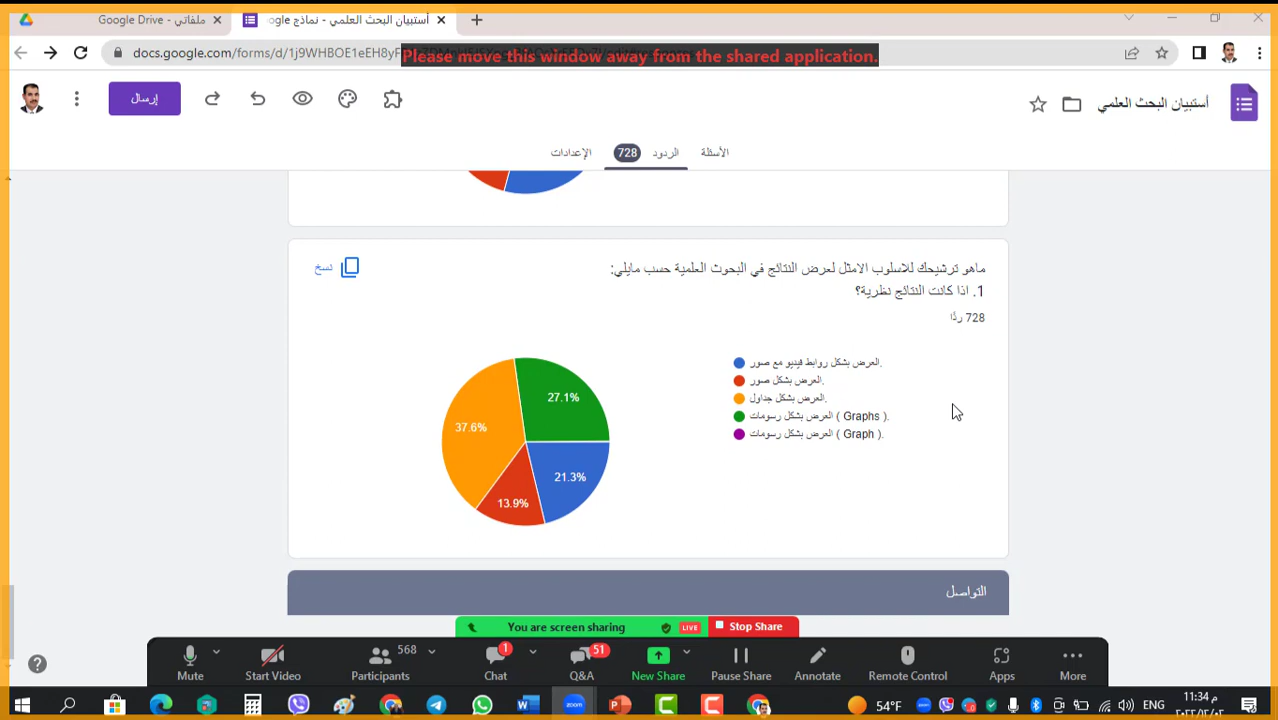 ملفاتي - Google Drive
أستبيان البحث العلمي - نماذج
docs.google.com/forms/d/1j9WHBOE1eEH8yF
Please move this window away from the shared application.
إرسال
أستبيان البحث العلمي
الأسئلة
الردود 728
الإعدادات
ماهو ترشيحك للاسلوب الامثل لعرض النتائج في البحوث العلمية حسب مايلي:
1. اذا كانت النتائج نظرية؟
728 ردًا
نسخ
العرض بشكل روابط فيديو مع صور.
العرض بشكل صور.
العرض بشكل جداول.
العرض بشكل رسومات ( Graphs ).
العرض بشكل رسومات ( Graph ).
27.1%
37.6%
21.3%
13.9%
التواصل
You are screen sharing
LIVE
Stop Share
Mute
Start Video
568
Participants
1
Chat
51
Q&A
New Share
Pause Share
Annotate
Remote Control
Apps
More
54°F
ENG
11:34 م